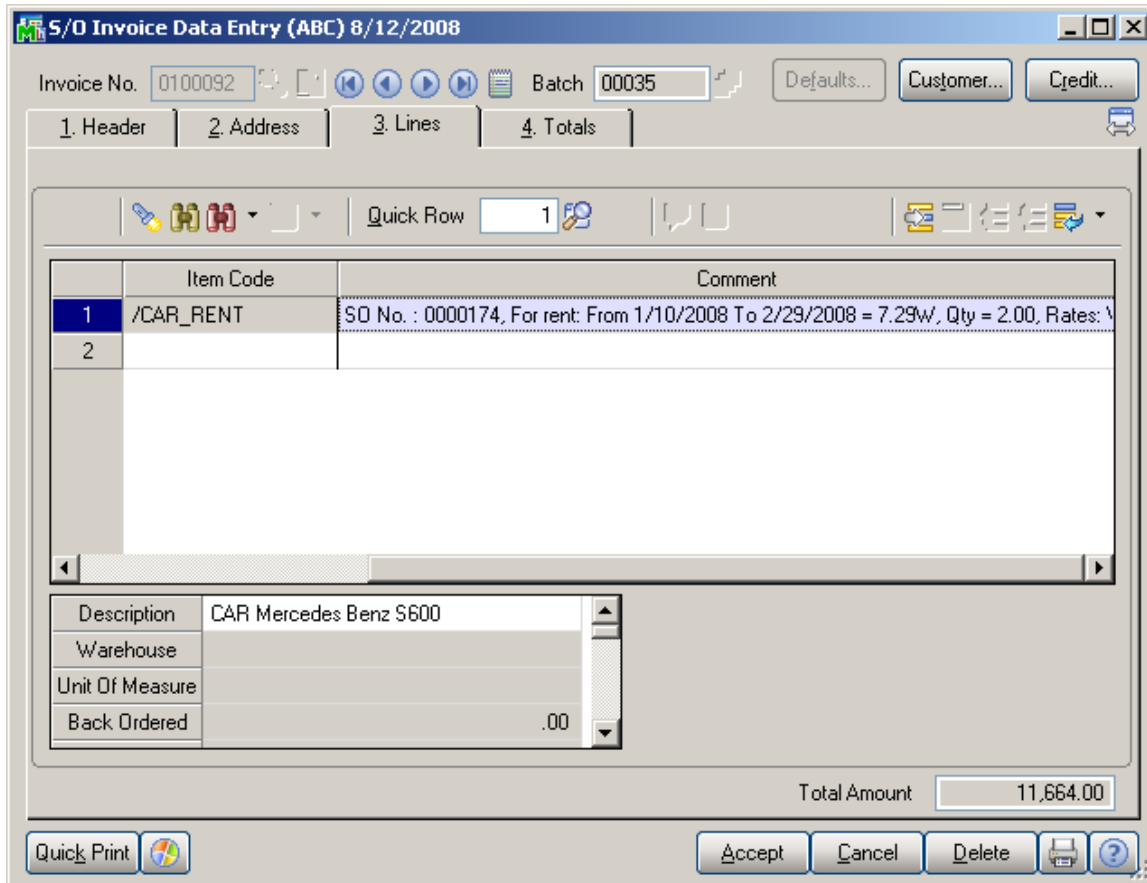 S/O Invoice Data Entry (ABC) 8/12/2008
Invoice No. 0100092 Batch 00035 Defaults... Customer... Credit...
1. Header 2. Address 3. Lines 4. Totals
Quick Row 1
Item Code Comment
1 /CAR_RENT SO No. : 0000174, For rent: From 1/10/2008 To 2/29/2008 = 7.29W, Qty = 2.00, Rates:
2
Description CAR Mercedes Benz S600
Warehouse
Unit Of Measure
Back Ordered .00
Total Amount 11,664.00
Quick Print Accept Cancel Delete